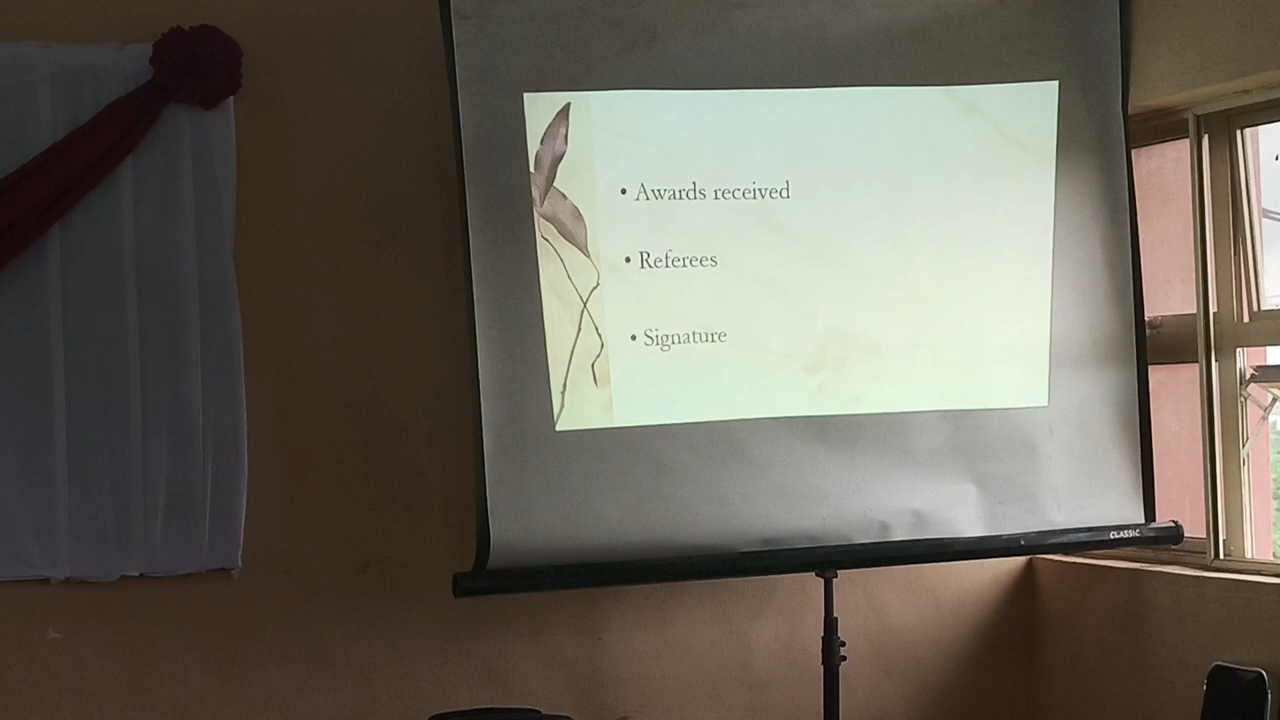 • Awards received
• Referees
• Signature
CLASSIC